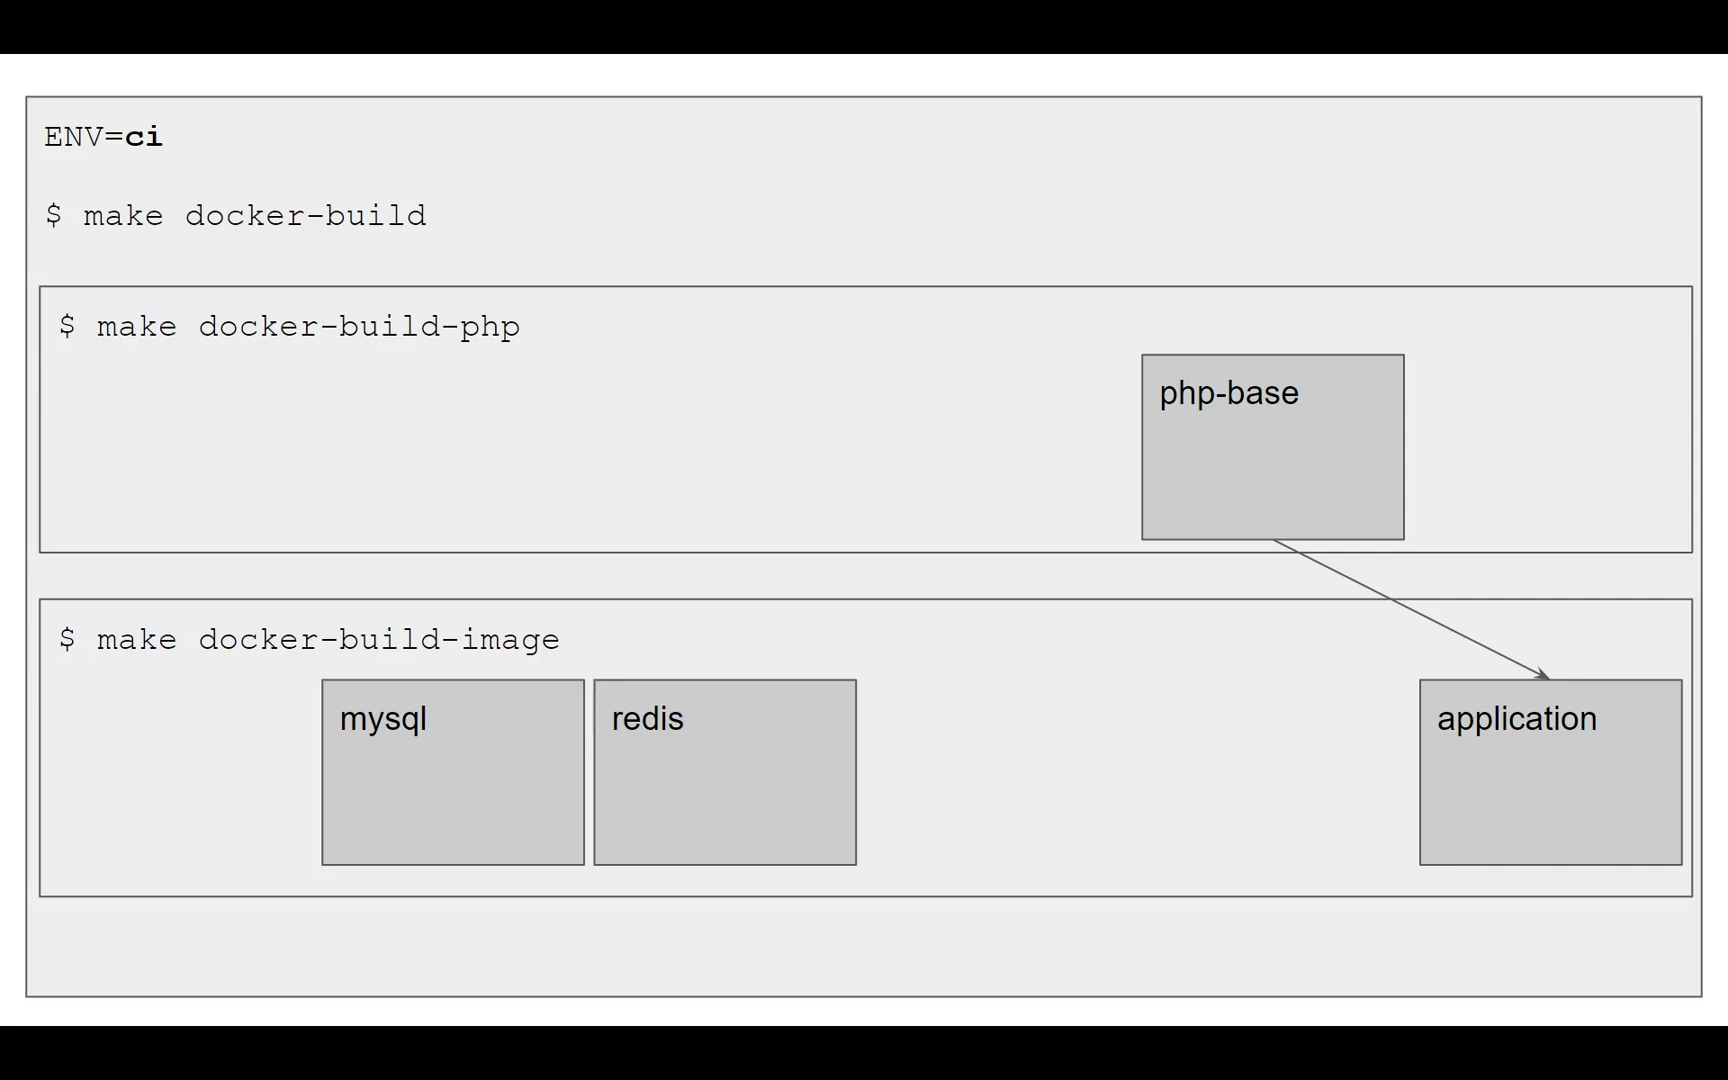 ENV=ci
$ make docker-build
$ make docker-build-php
php-base
$ make docker-build-image
mysql
redis
application